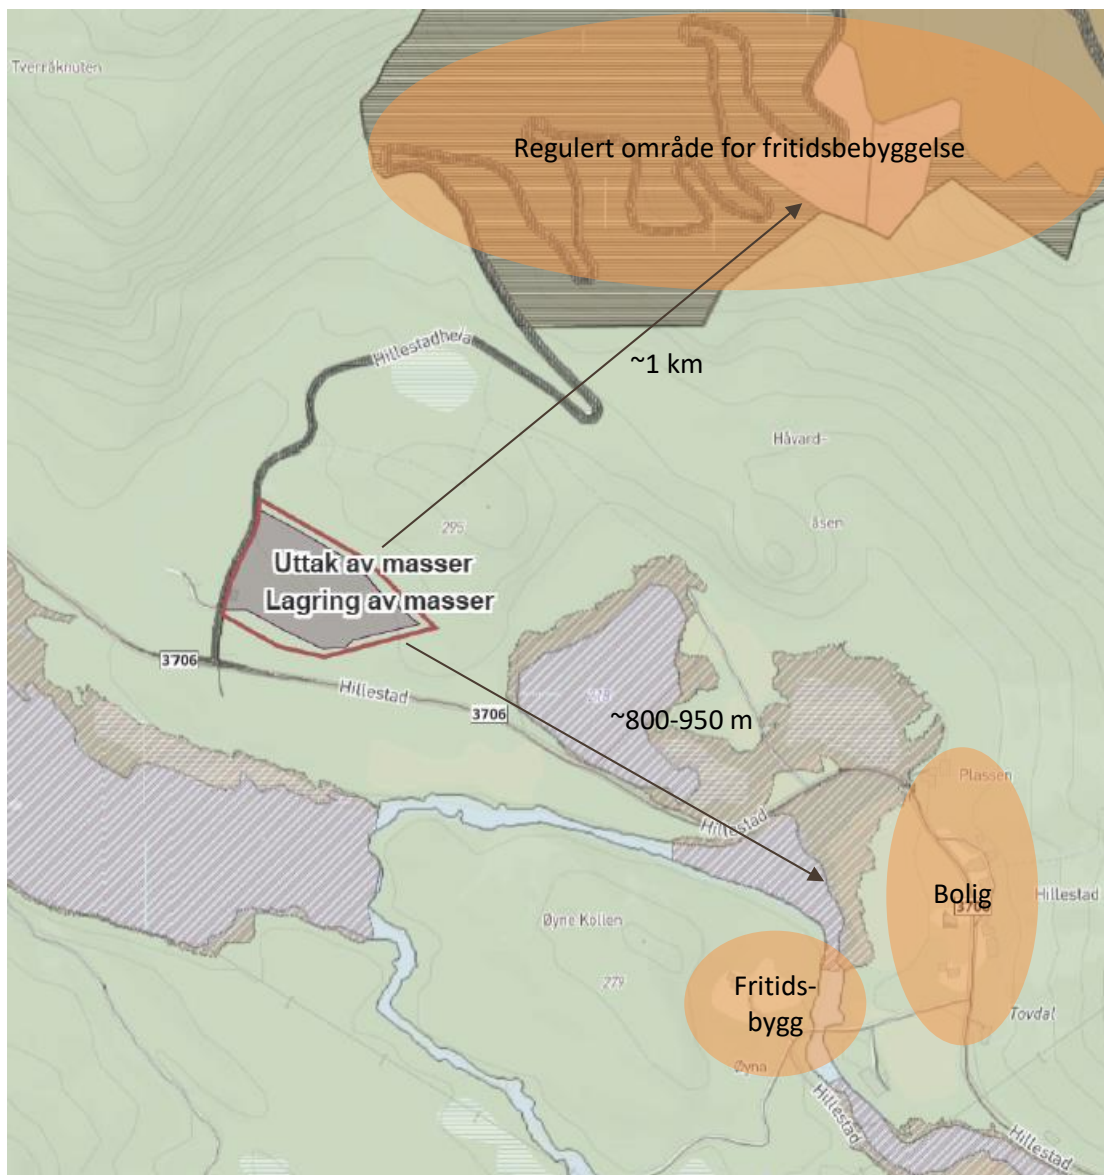 Tverråknuten
Regulert område for fritidsbebyggelse
Hillestadheia
~1 km
Håvard-
åsen
295
Uttak av masser
Lagring av masser
3706
Hillestad
3706
278
~800-950 m
Plassen
Hillestad
Bolig
Hillestad
3706
Øyne Kollen
279
Fritids-
bygg
Tovdal
Øyna
Hillestad
Hillestad